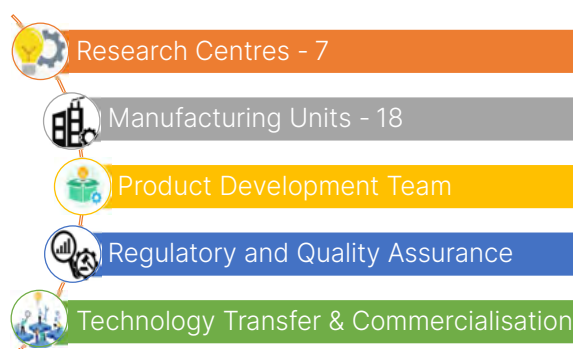 Research Centres - 7
Manufacturing Units - 18
Product Development Team
Regulatory and Quality Assurance
Technology Transfer & Commercialisation